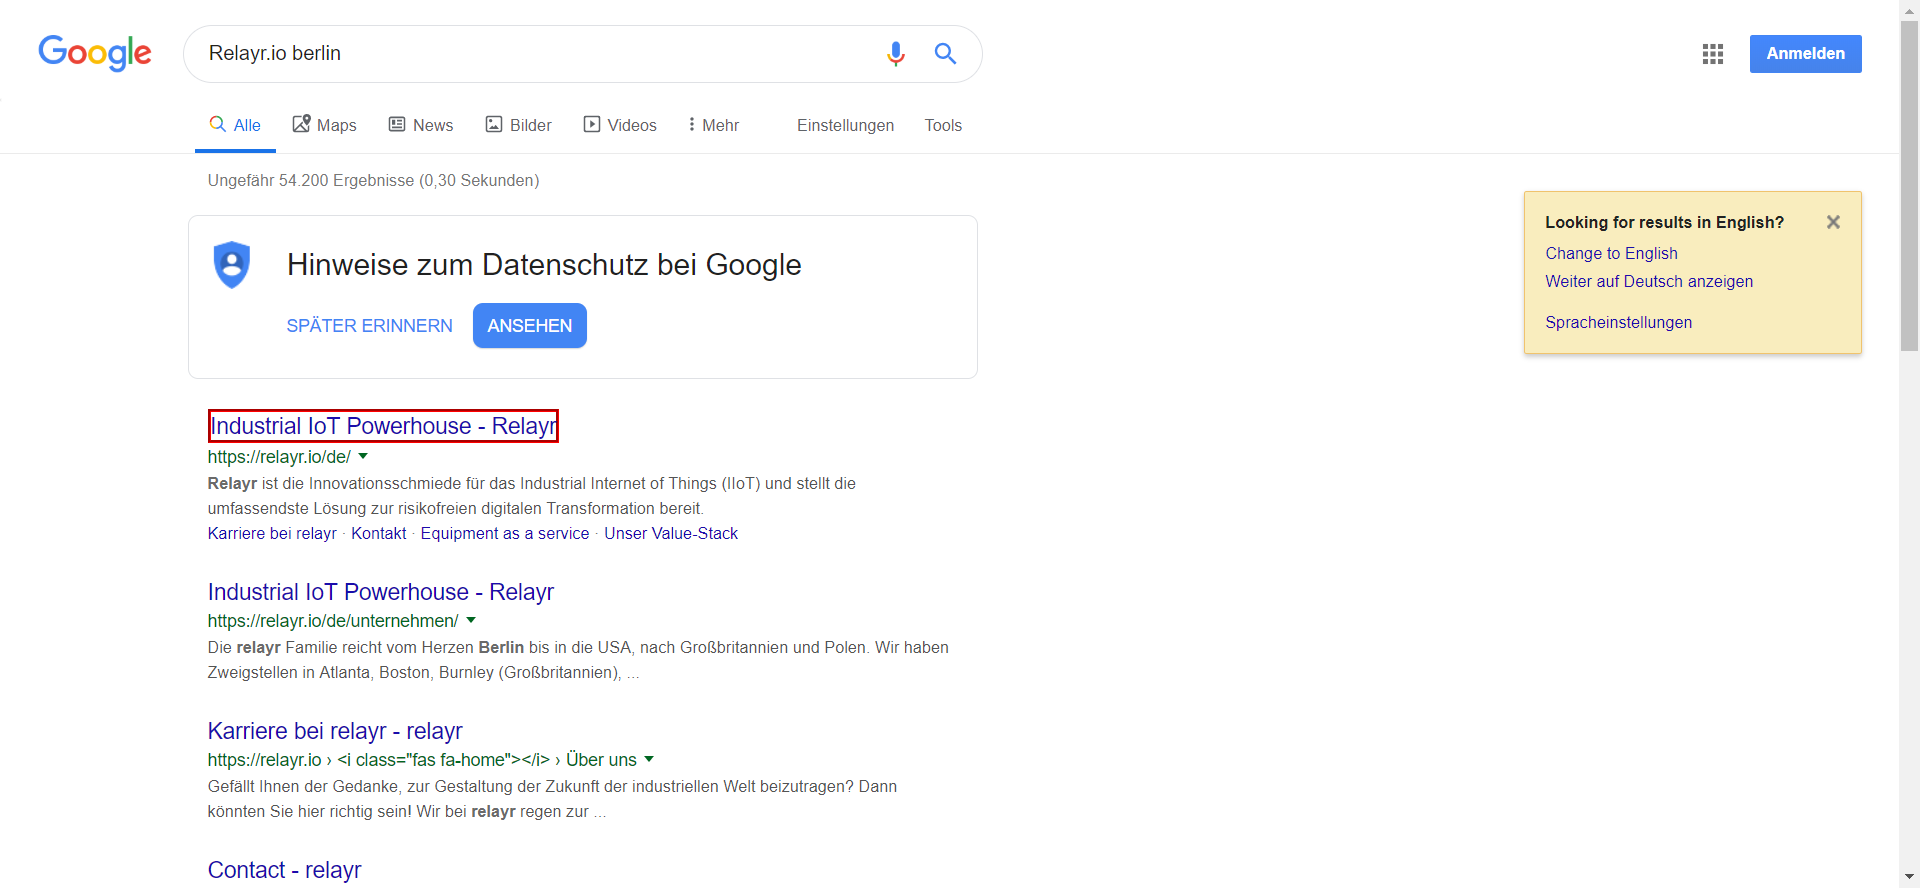 Google
Relayr.io berlin
Anmelden
Alle
Maps
News
Bilder
Videos
Mehr
Einstellungen
Tools
Ungefähr 54.200 Ergebnisse (0,30 Sekunden)
Looking for results in English?
Change to English
Weiter auf Deutsch anzeigen
Spracheinstellungen
Hinweise zum Datenschutz bei Google
SPÄTER ERINNERN
ANSEHEN
Industrial IoT Powerhouse - Relayr
https://relayr.io/de/
Relayr ist die Innovationsschmiede für das Industrial Internet of Things (IIoT) und stellt die
umfassendste Lösung zur risikofreien digitalen Transformation bereit.
Karriere bei relayr · Kontakt · Equipment as a service · Unser Value-Stack
Industrial IoT Powerhouse - Relayr
https://relayr.io/de/unternehmen/
Die relayr Familie reicht vom Herzen Berlin bis in die USA, nach Großbritannien und Polen. Wir haben
Zweigstellen in Atlanta, Boston, Burnley (Großbritannien), ...
Karriere bei relayr - relayr
https://relayr.io › <i class="fas fa-home"></i> › Über uns
Gefällt Ihnen der Gedanke, zur Gestaltung der Zukunft der industriellen Welt beizutragen? Dann
könnten Sie hier richtig sein! Wir bei relayr regen zur ...
Contact - relayr